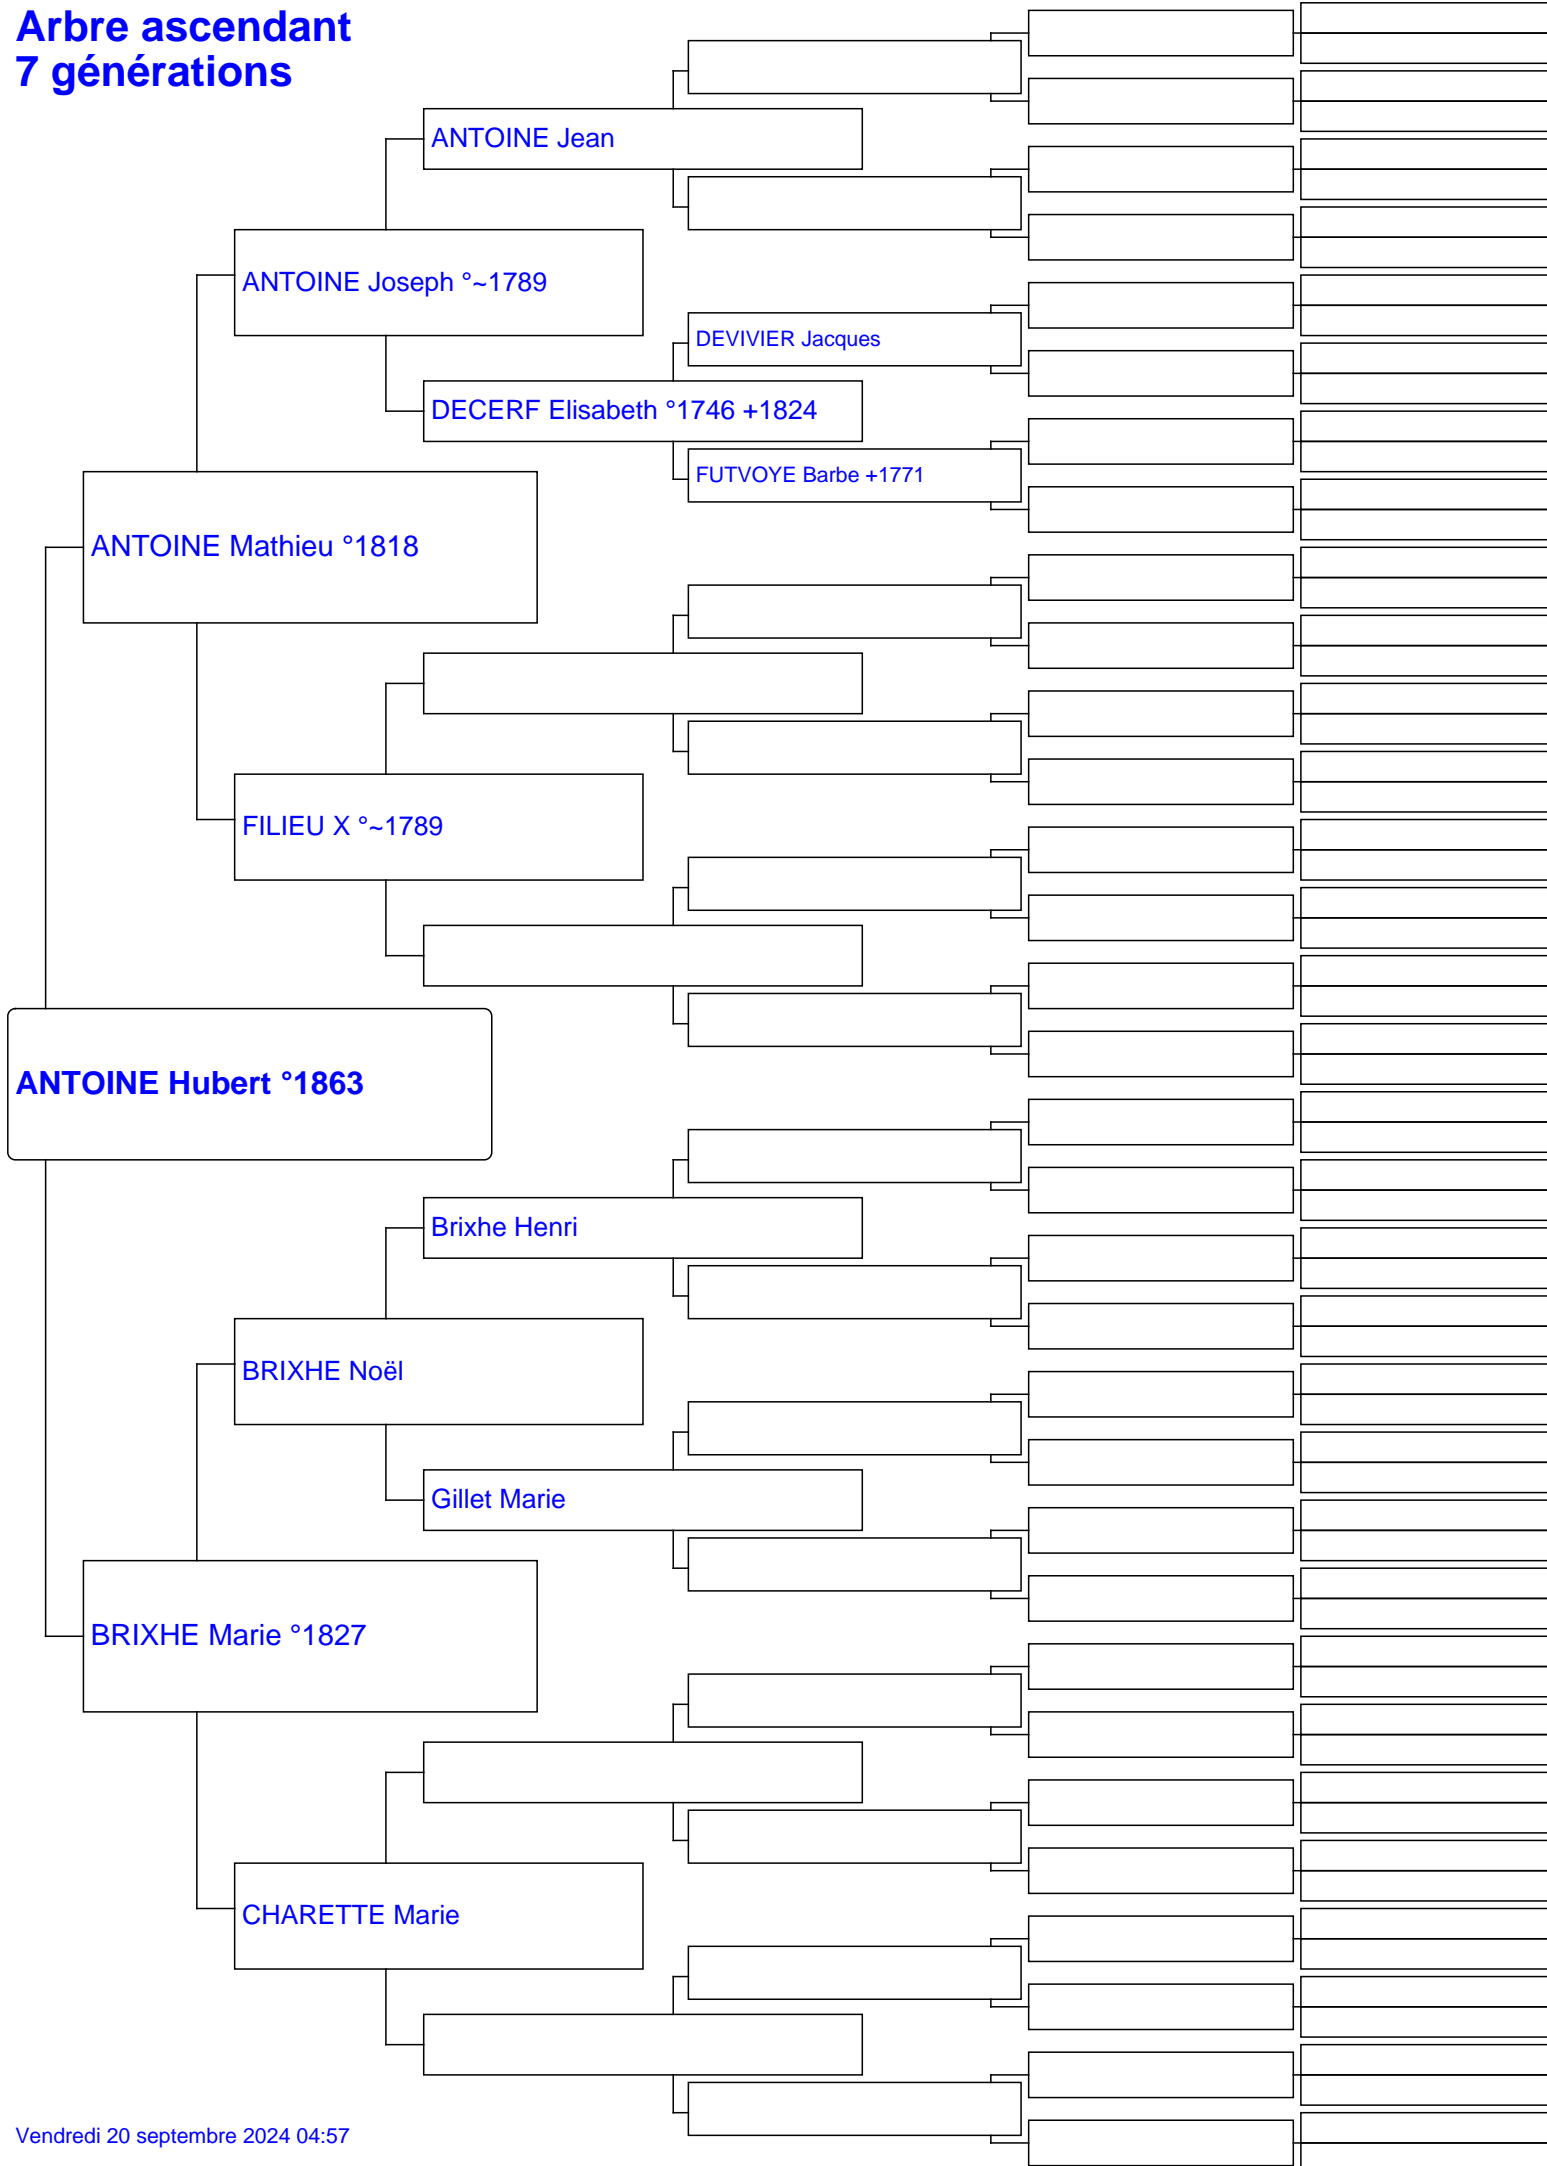 Arbre ascendant
7 générations
ANTOINE Jean
ANTOINE Joseph °~1789
DEVIVIER Jacques
DECERF Elisabeth °1746 +1824
FUTVOYE Barbe +1771
ANTOINE Mathieu °1818
FILIEU X °~1789
ANTOINE Hubert °1863
Brixhe Henri
BRIXHE Noël
Gillet Marie
BRIXHE Marie °1827
CHARETTE Marie
Vendredi 20 septembre 2024 04:57